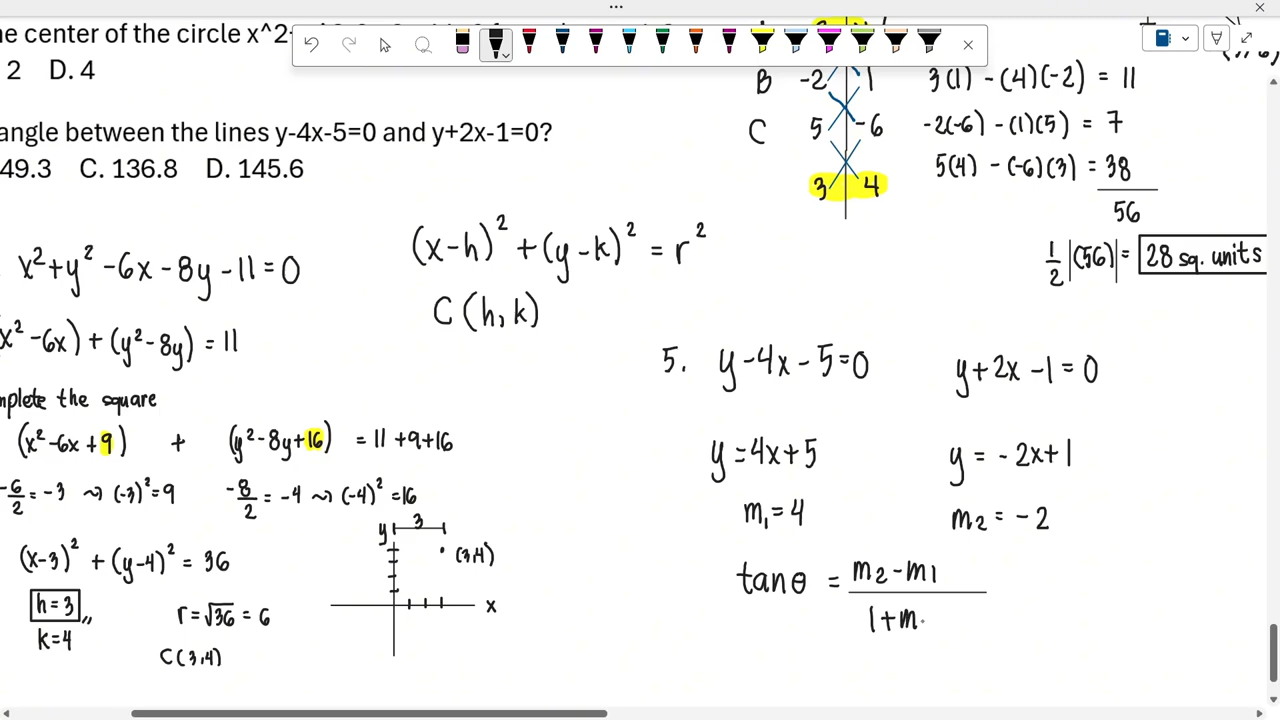 he center of the circle x^2-
2 D. 4
angle between the lines y-4x-5=0 and y+2x-1=0?
49.3 C. 136.8 D. 145.6
x²+y²-6x-8y-11=0
x²-6x)+(y²-8y)=11
mplete the square
(x²-6x+9) + (y²-8y+16) = 11+9+16
-6/2=-3 ⤳ (-3)²=9 -8/2=-4 ⤳ (-4)²=16
(x-3)²+(y-4)²=36
h=3
k=4
r=√36=6
C(3,4)
(x-h)²+(y-k)²=r²
C(h,k)
y
3
(3,4)
x
B -2 1 3(1)-(4)(-2)=11
C 5 -6 -2(-6)-(1)(5)=7
5(4)-(-6)(3)=38
3 4
56
1/2|(56)|= 28 sq. units
5. y-4x-5=0 y+2x-1=0
y=4x+5 y=-2x+1
m₁=4 m₂=-2
tanθ = m₂-m₁
1+m